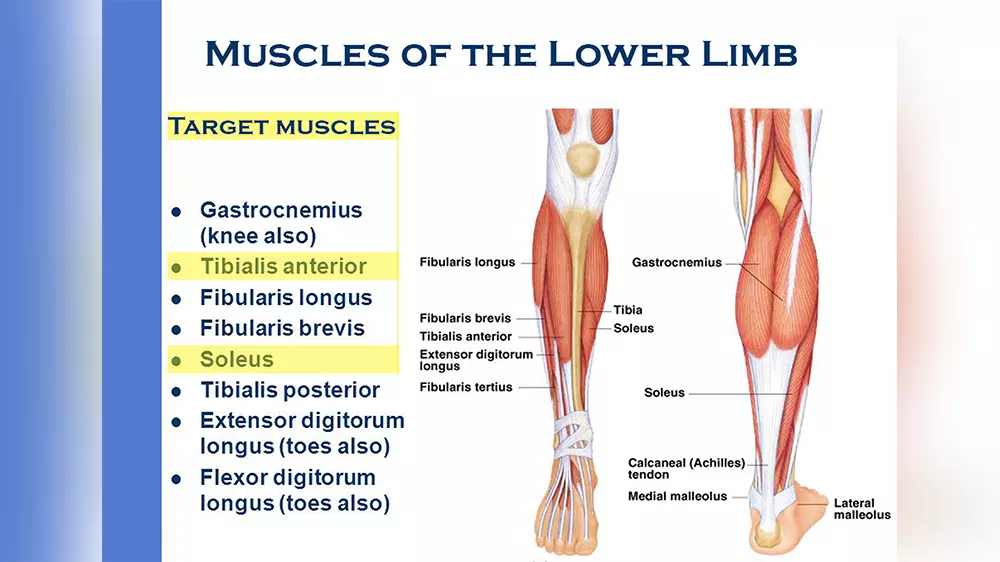 MUSCLES OF THE LOWER LIMB
TARGET MUSCLES
• Gastrocnemius
(knee also)
• Tibialis anterior
• Fibularis longus
• Fibularis brevis
• Soleus
• Tibialis posterior
• Extensor digitorum
longus (toes also)
• Flexor digitorum
longus (toes also)
Fibularis longus
Fibularis brevis
Tibialis anterior
Extensor digitorum
longus
Fibularis tertius
Tibia
Soleus
Gastrocnemius
Soleus
Calcaneal (Achilles)
tendon
Medial malleolus
Lateral
malleolus